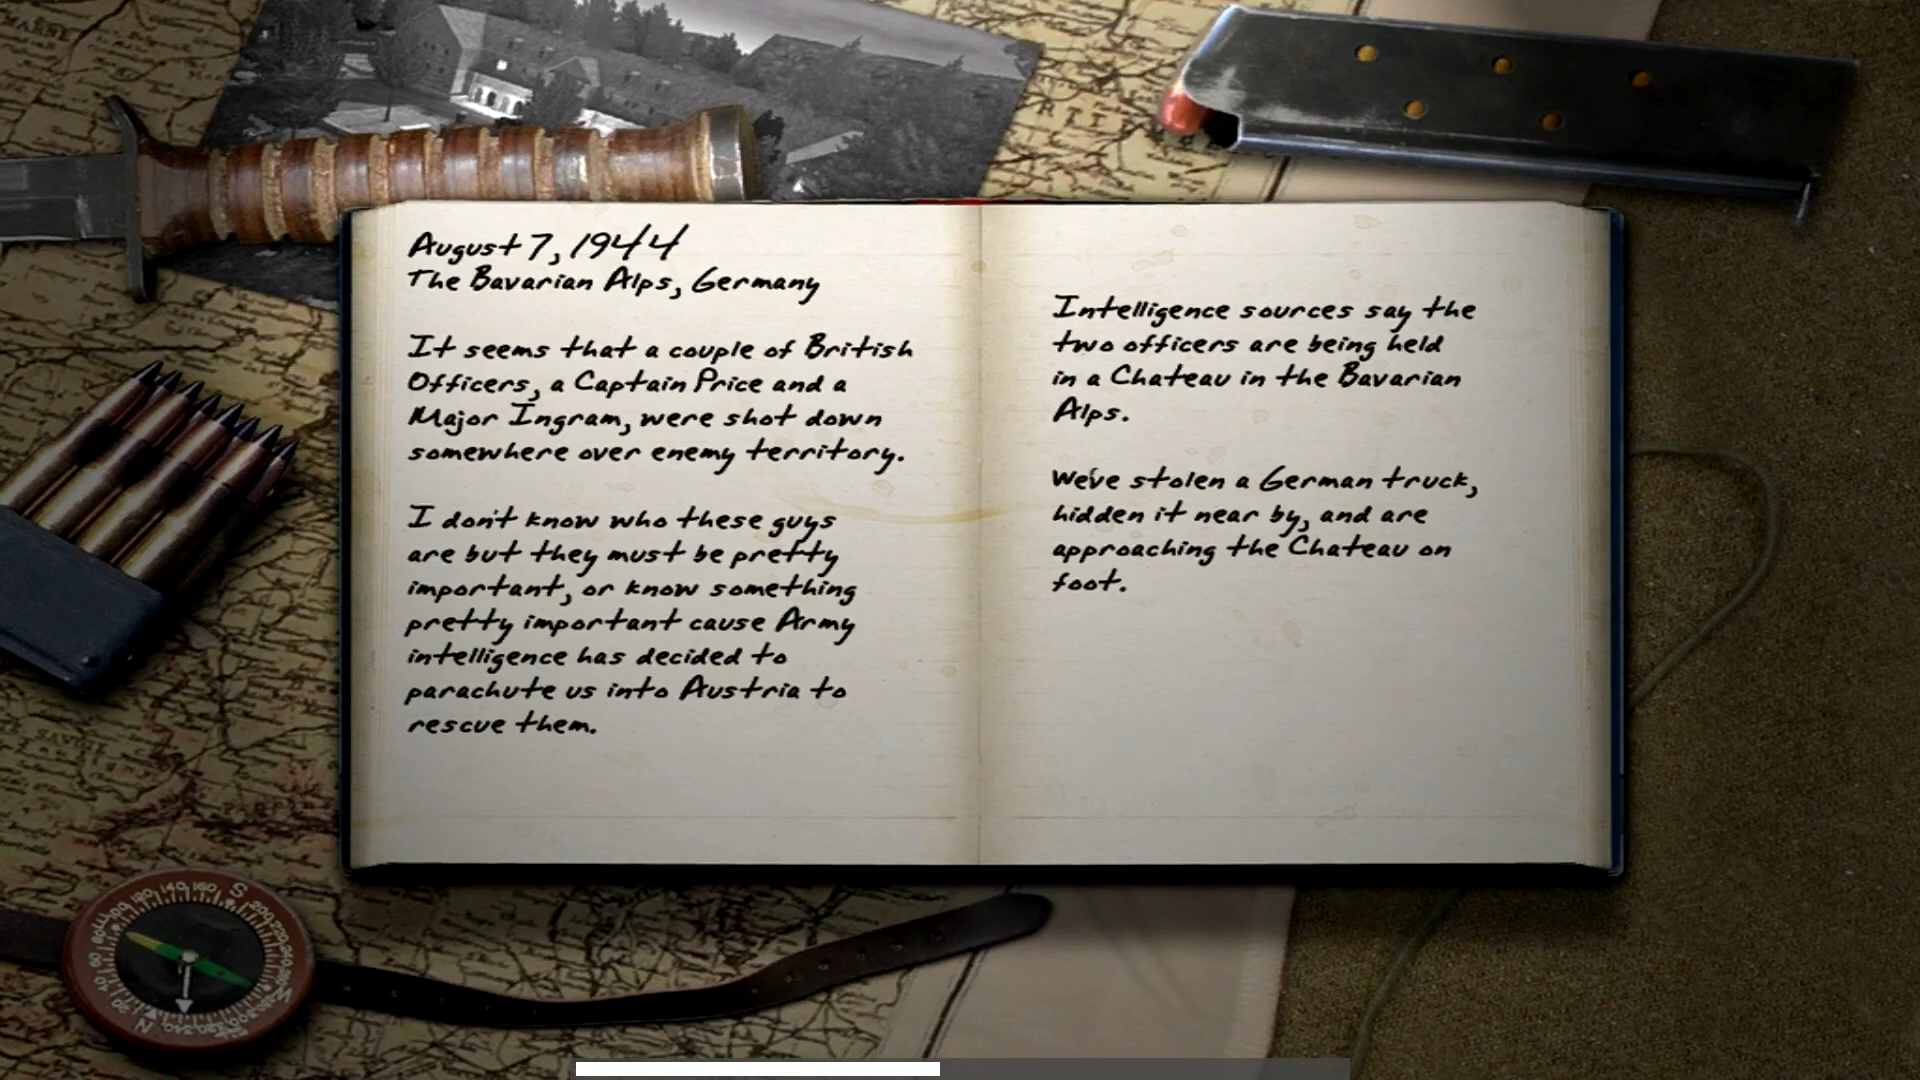 August 7, 1944
The Bavarian Alps, Germany
It seems that a couple of British
Officers, a Captain Price and a
Major Ingram, were shot down
somewhere over enemy territory.
I don't know who these guys
are but they must be pretty
important, or know something
pretty important cause Army
intelligence has decided to
parachute us into Austria to
rescue them.
Intelligence sources say the
two officers are being held
in a Chateau in the Bavarian
Alps.
We've stolen a German truck,
hidden it near by, and are
approaching the Chateau on
foot.